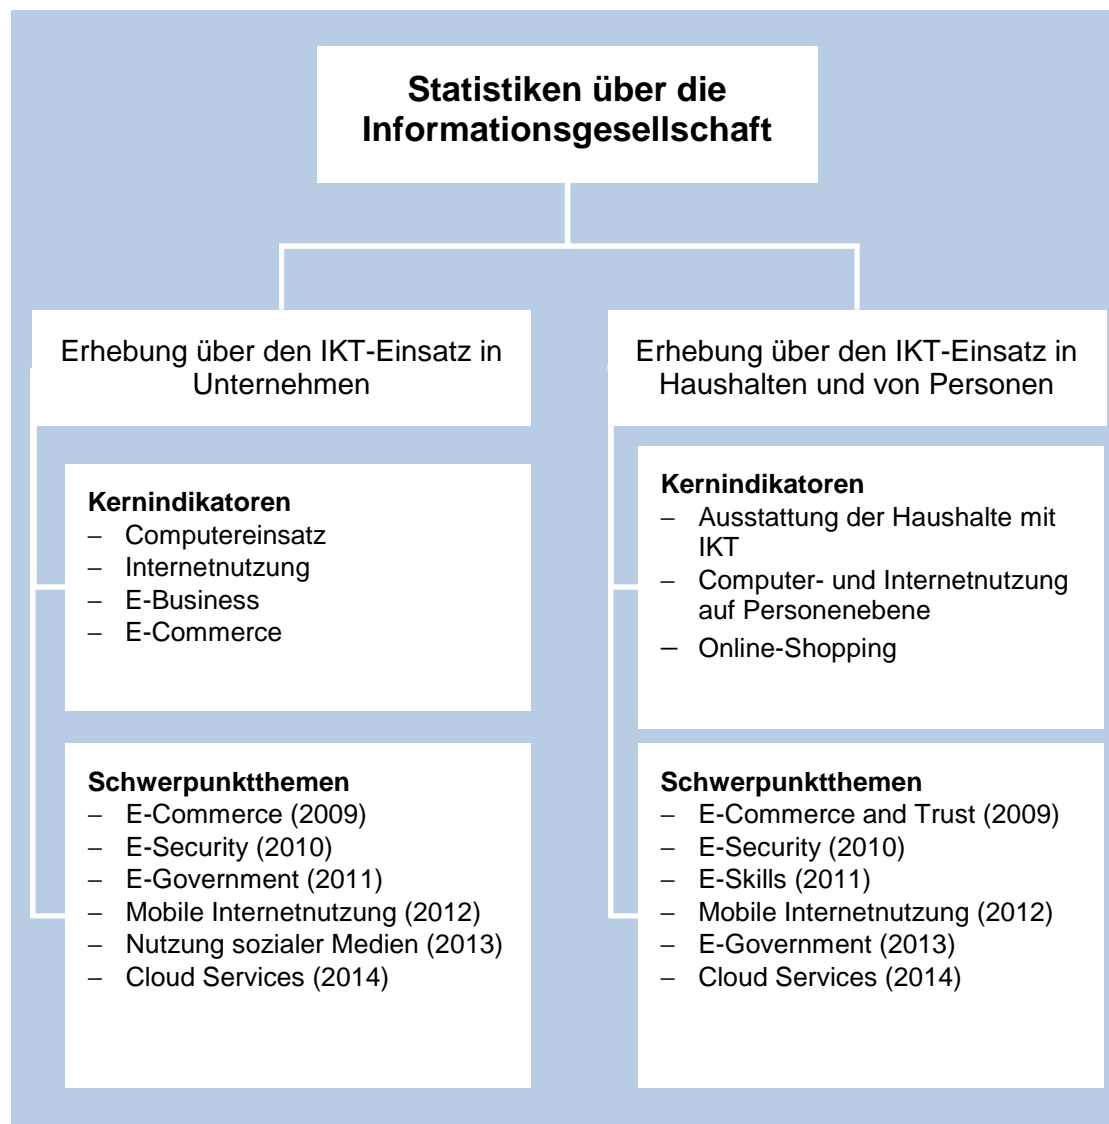 Statistiken über die
Informationsgesellschaft
Erhebung über den IKT-Einsatz in
Unternehmen
Kernindikatoren
– Computereinsatz
– Internetnutzung
– E-Business
– E-Commerce
Schwerpunktthemen
– E-Commerce (2009)
– E-Security (2010)
– E-Government (2011)
– Mobile Internetnutzung (2012)
– Nutzung sozialer Medien (2013)
– Cloud Services (2014)
Erhebung über den IKT-Einsatz in
Haushalten und von Personen
Kernindikatoren
– Ausstattung der Haushalte mit
IKT
– Computer- und Internetnutzung
auf Personenebene
– Online-Shopping
Schwerpunktthemen
– E-Commerce and Trust (2009)
– E-Security (2010)
– E-Skills (2011)
– Mobile Internetnutzung (2012)
– E-Government (2013)
– Cloud Services (2014)